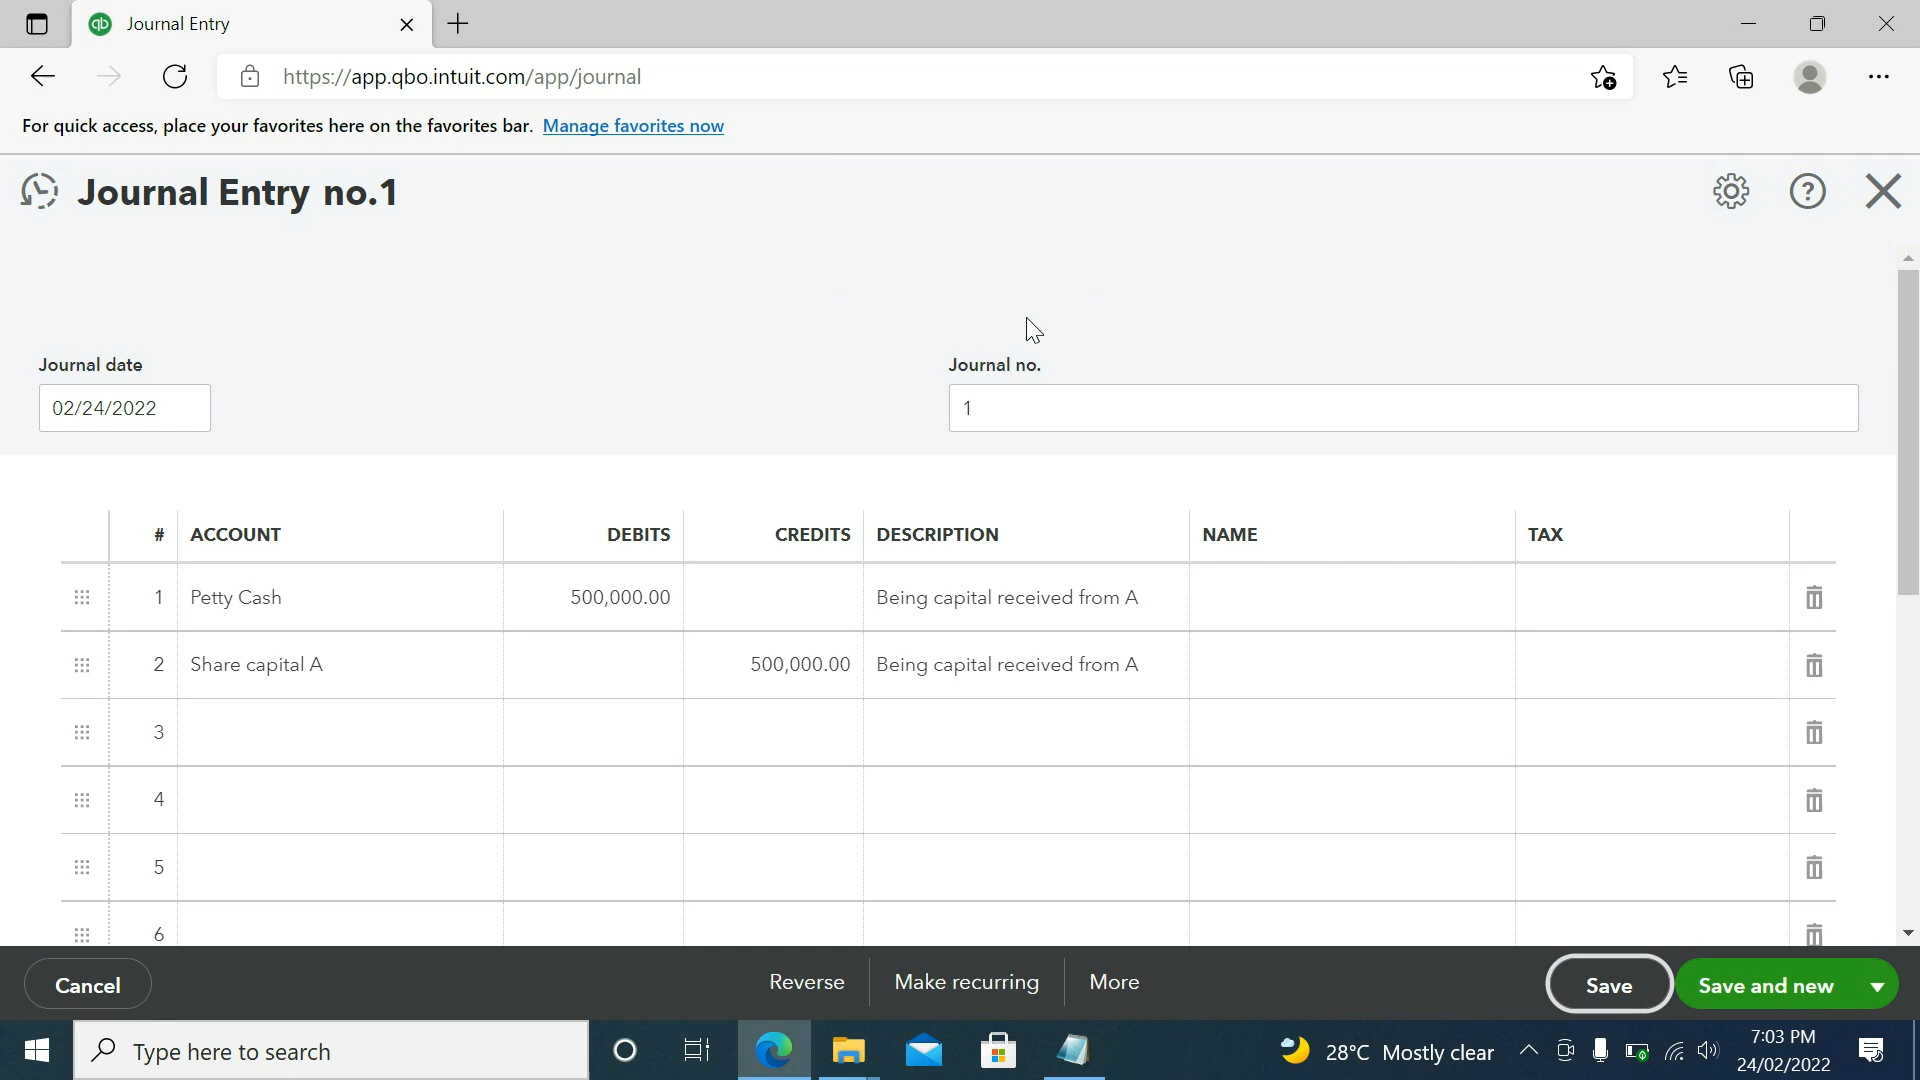 Journal Entry
https://app.qbo.intuit.com/app/journal
For quick access, place your favorites here on the favorites bar. Manage favorites now
Journal Entry no.1
Journal date
Journal no.
02/24/2022
1
# ACCOUNT DEBITS CREDITS DESCRIPTION NAME TAX
1 Petty Cash 500,000.00 Being capital received from A
2 Share capital A 500,000.00 Being capital received from A
3
4
5
6
Cancel Reverse Make recurring More Save Save and new
Type here to search
28°C Mostly clear
7:03 PM
24/02/2022